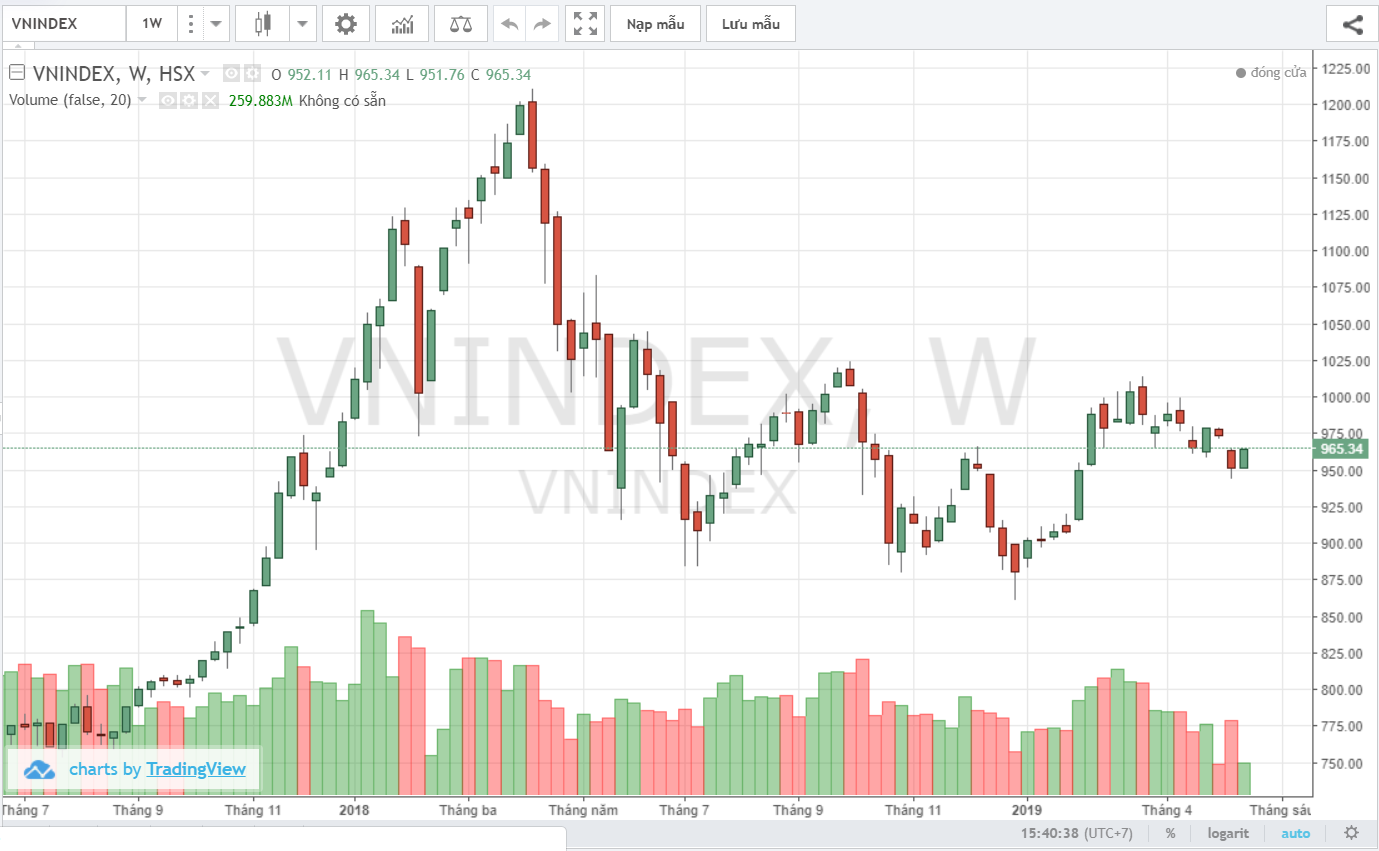 VNINDEX 1W Nạp mẫu Lưu mẫu
VNINDEX, W, HSX O 952.11 H 965.34 L 951.76 C 965.34
đóng cửa
Volume (false, 20) 259.883M Không có sẵn
VNINDEX, W
VNINDEX
1225.00
1200.00
1175.00
1150.00
1125.00
1100.00
1075.00
1050.00
1025.00
1000.00
975.00
965.34
950.00
925.00
900.00
875.00
850.00
825.00
800.00
775.00
750.00
charts by TradingView
Tháng 7 Tháng 9 Tháng 11 2018 Tháng ba Tháng năm Tháng 7 Tháng 9 Tháng 11 2019 Tháng 4 Tháng sáu
15:40:38 (UTC+7) % logarit auto